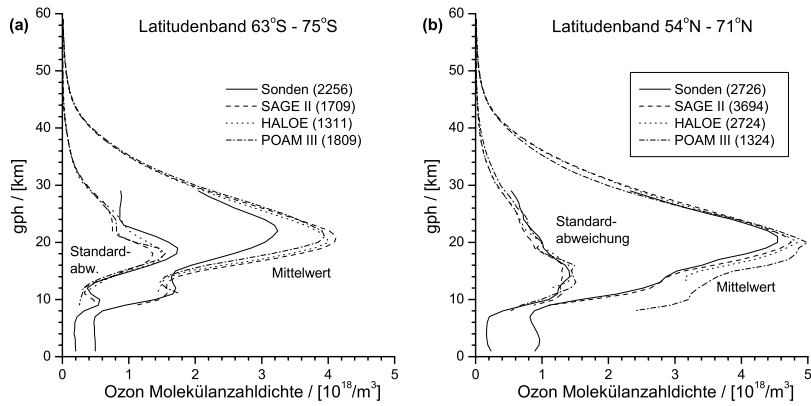 (a)
Latitudenband 63°S - 75°S
Sonden (2256)
SAGE II (1709)
HALOE (1311)
POAM III (1809)
Standard-
abw.
Mittelwert
gph / [km]
60
50
40
30
20
10
0
0 1 2 3 4 5
Ozon Molekülanzahldichte / [10¹⁸/m³]
(b)
Latitudenband 54°N - 71°N
Sonden (2726)
SAGE II (3694)
HALOE (2724)
POAM III (1324)
Standard-
abweichung
Mittelwert
gph / [km]
60
50
40
30
20
10
0
0 1 2 3 4 5
Ozon Molekülanzahldichte / [10¹⁸/m³]